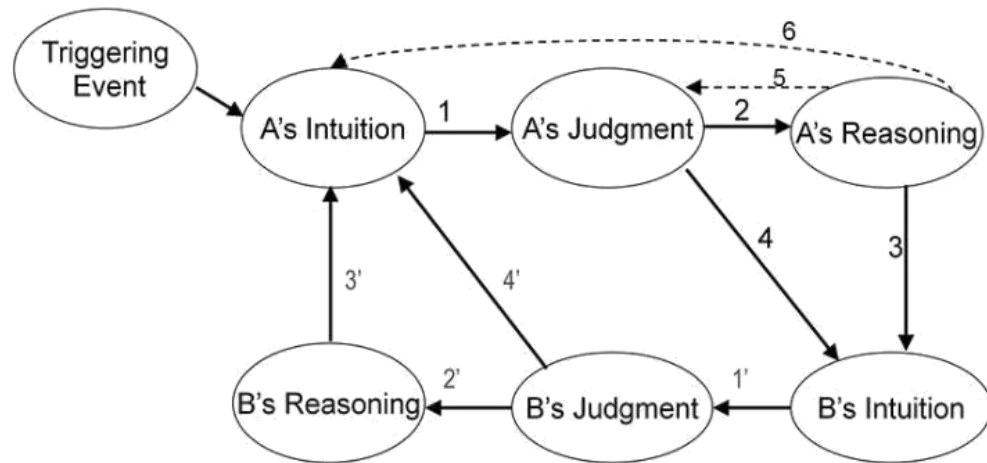 Triggering
Event
6
5
A's Intuition
1
A's Judgment
2
A's Reasoning
4
3
3'
4'
B's Reasoning
2'
B's Judgment
1'
B's Intuition